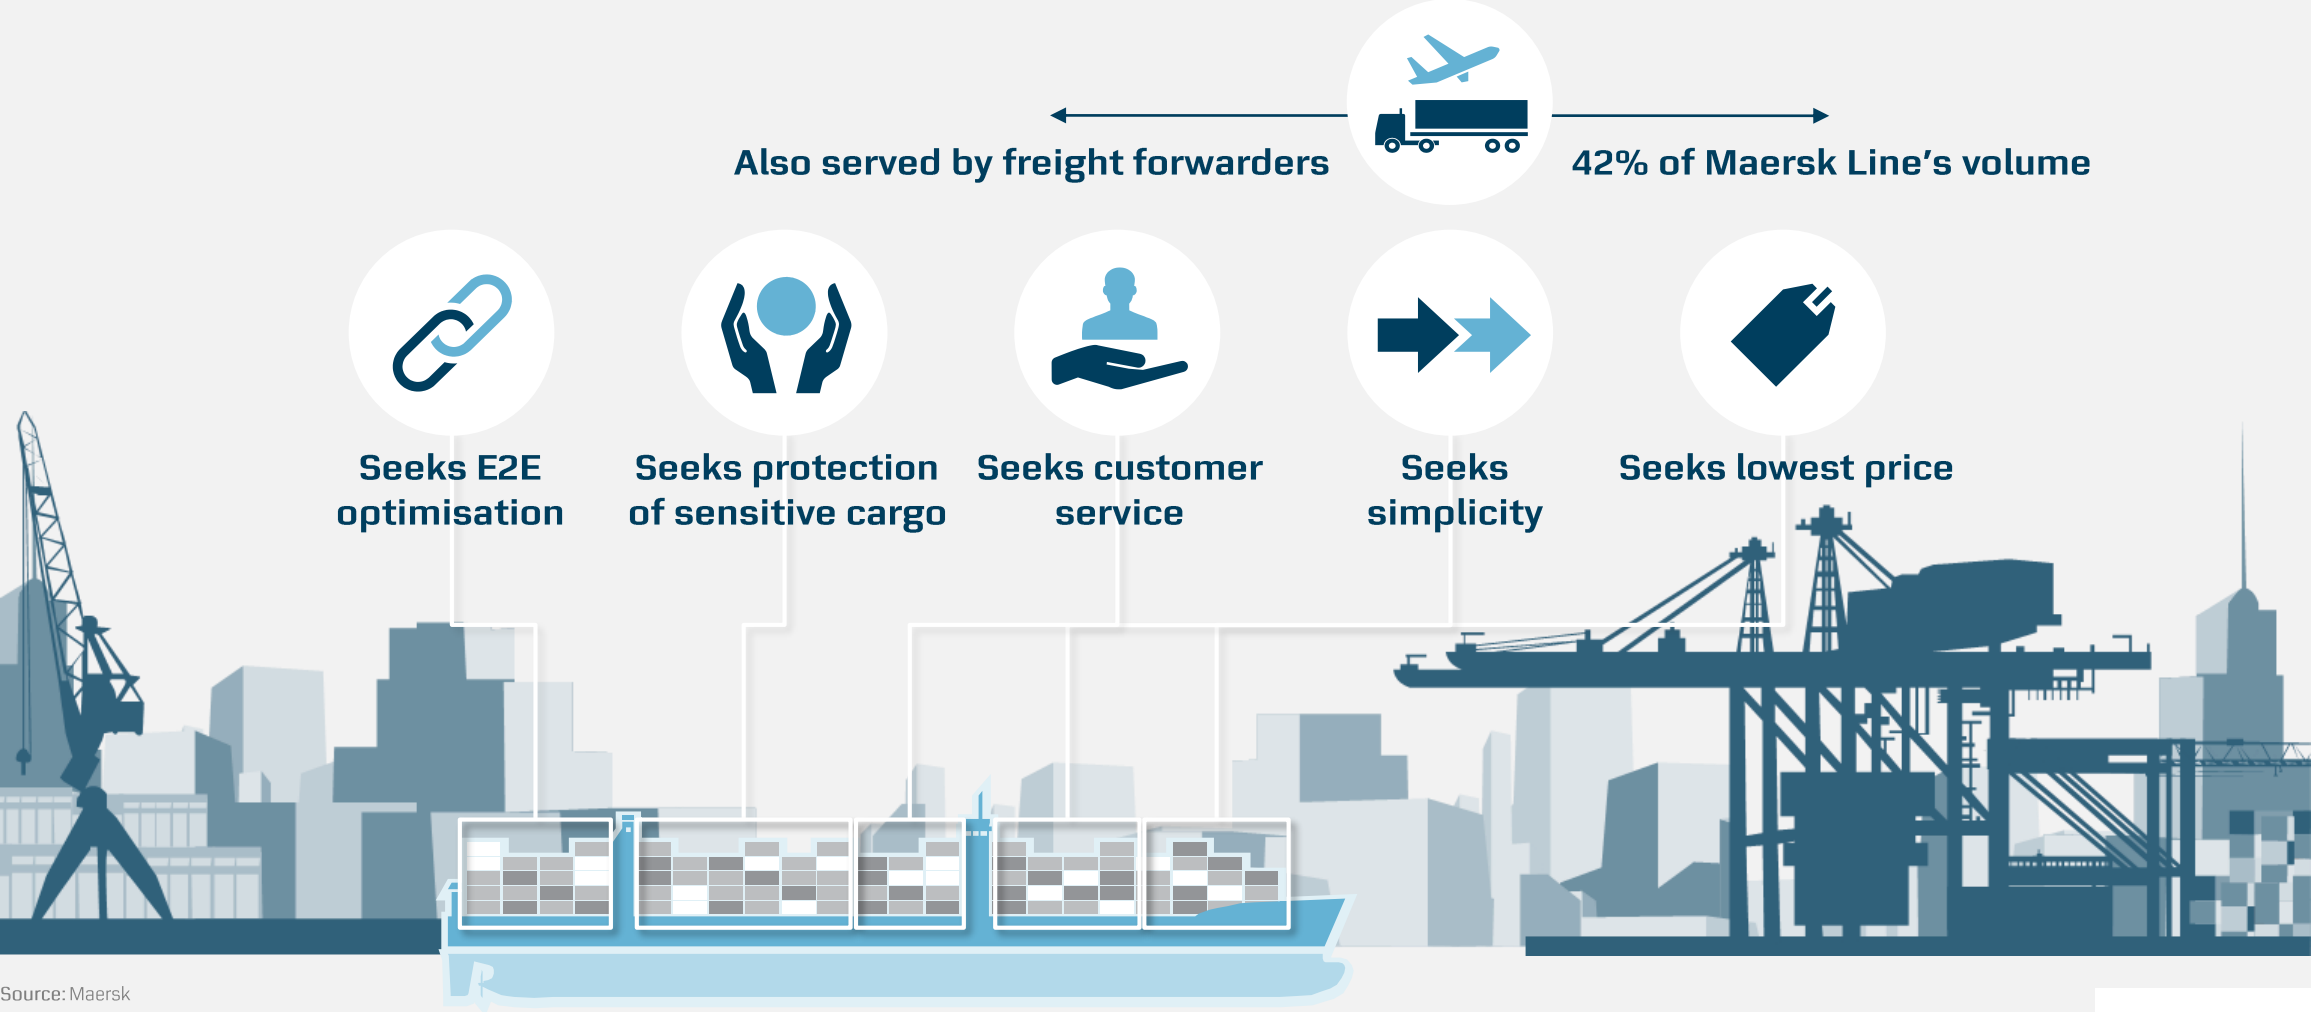 Also served by freight forwarders
42% of Maersk Line’s volume
Seeks E2E
optimisation
Seeks protection
of sensitive cargo
Seeks customer
service
Seeks
simplicity
Seeks lowest price
Source: Maersk